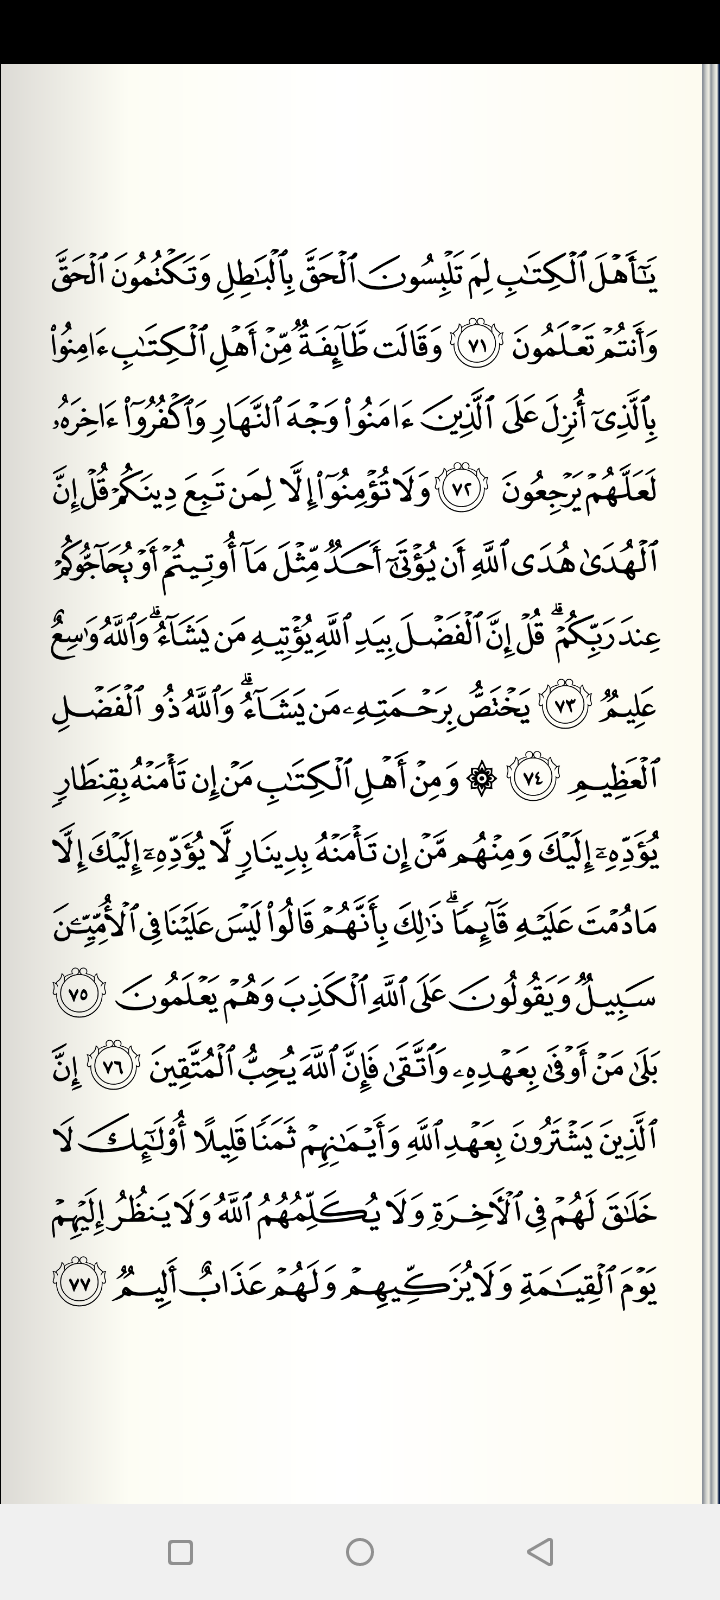 يَـٰٓأَهۡلَ ٱلۡكِتَـٰبِ لِمَ تَلۡبِسُونَ ٱلۡحَقَّ بِٱلۡبَـٰطِلِ وَتَكۡتُمُونَ ٱلۡحَقَّ
وَأَنتُمۡ تَعۡلَمُونَ ٧١ وَقَالَت طَّآئِفَةٞ مِّنۡ أَهۡلِ ٱلۡكِتَـٰبِ ءَامِنُواْ
بِٱلَّذِيٓ أُنزِلَ عَلَى ٱلَّذِينَ ءَامَنُواْ وَجۡهَ ٱلنَّهَارِ وَٱكۡفُرُوٓاْ ءَاخِرَهُۥ
لَعَلَّهُمۡ يَرۡجِعُونَ ٧٢ وَلَا تُؤۡمِنُوٓاْ إِلَّا لِمَن تَبِعَ دِينَكُمۡ قُلۡ إِنَّ
ٱلۡهُدَىٰ هُدَى ٱللَّهِ أَن يُؤۡتَىٰٓ أَحَدٞ مِّثۡلَ مَآ أُوتِيتُمۡ أَوۡ يُحَآجُّوكُمۡ
عِندَ رَبِّكُمۡۗ قُلۡ إِنَّ ٱلۡفَضۡلَ بِيَدِ ٱللَّهِ يُؤۡتِيهِ مَن يَشَآءُۗ وَٱللَّهُ وَٰسِعٌ
عَلِيمٞ ٧٣ يَخۡتَصُّ بِرَحۡمَتِهِۦ مَن يَشَآءُۗ وَٱللَّهُ ذُو ٱلۡفَضۡلِ
ٱلۡعَظِيمِ ٧٤ ۞ وَمِنۡ أَهۡلِ ٱلۡكِتَـٰبِ مَنۡ إِن تَأۡمَنۡهُ بِقِنطَارٖ
يُؤَدِّهِۦٓ إِلَيۡكَ وَمِنۡهُم مَّنۡ إِن تَأۡمَنۡهُ بِدِينَارٖ لَّا يُؤَدِّهِۦٓ إِلَيۡكَ إِلَّا
مَا دُمۡتَ عَلَيۡهِ قَآئِمٗاۗ ذَٰلِكَ بِأَنَّهُمۡ قَالُواْ لَيۡسَ عَلَيۡنَا فِي ٱلۡأُمِّيِّـۧنَ
سَبِيلٞ وَيَقُولُونَ عَلَى ٱللَّهِ ٱلۡكَذِبَ وَهُمۡ يَعۡلَمُونَ ٧٥
بَلَىٰ مَنۡ أَوۡفَىٰ بِعَهۡدِهِۦ وَٱتَّقَىٰ فَإِنَّ ٱللَّهَ يُحِبُّ ٱلۡمُتَّقِينَ ٧٦ إِنَّ
ٱلَّذِينَ يَشۡتَرُونَ بِعَهۡدِ ٱللَّهِ وَأَيۡمَـٰنِهِمۡ ثَمَنٗا قَلِيلًا أُوْلَـٰٓئِكَ لَا
خَلَـٰقَ لَهُمۡ فِي ٱلۡأٓخِرَةِ وَلَا يُكَلِّمُهُمُ ٱللَّهُ وَلَا يَنظُرُ إِلَيۡهِمۡ
يَوۡمَ ٱلۡقِيَـٰمَةِ وَلَا يُزَكِّيهِمۡ وَلَهُمۡ عَذَابٌ أَلِيمٞ ٧٧